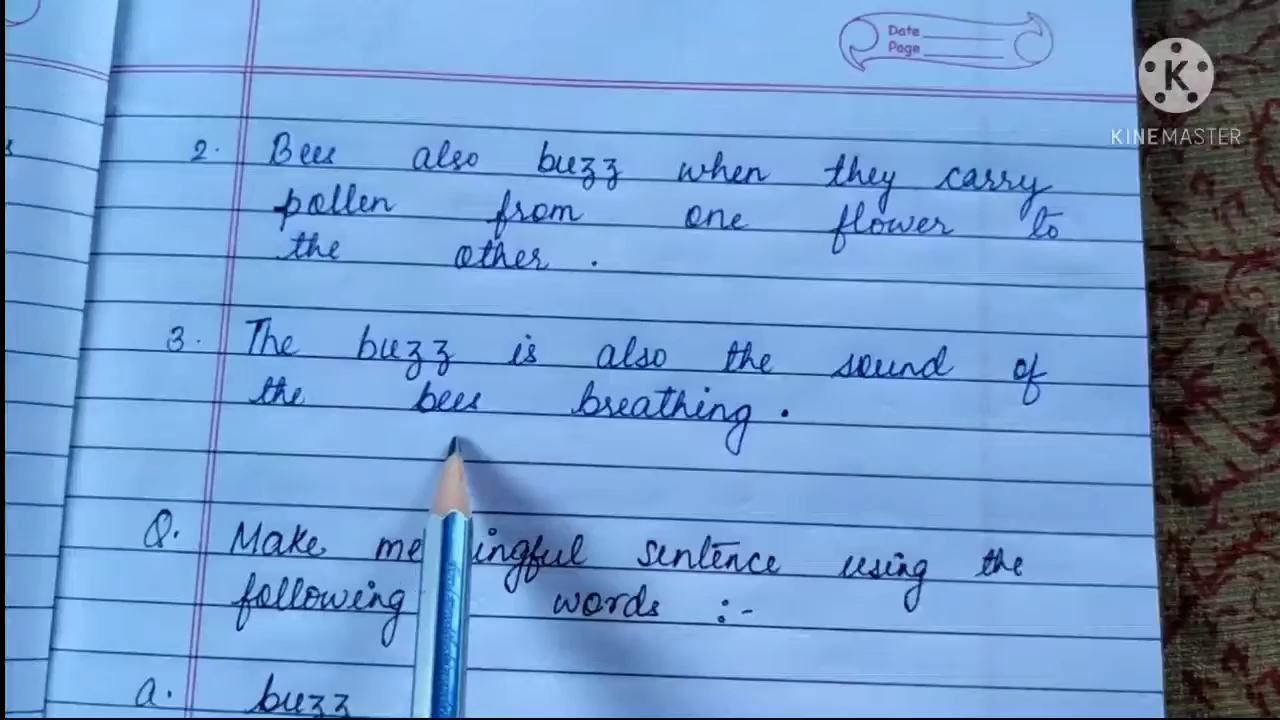 Date
Page
KINEMASTER
2. Bees also buzz when they carry
pollen from one flower to
the other .
3. The buzz is also the sound of
the bees breathing .
Q. Make me ingful sentence using the
following words :-
a. buzz